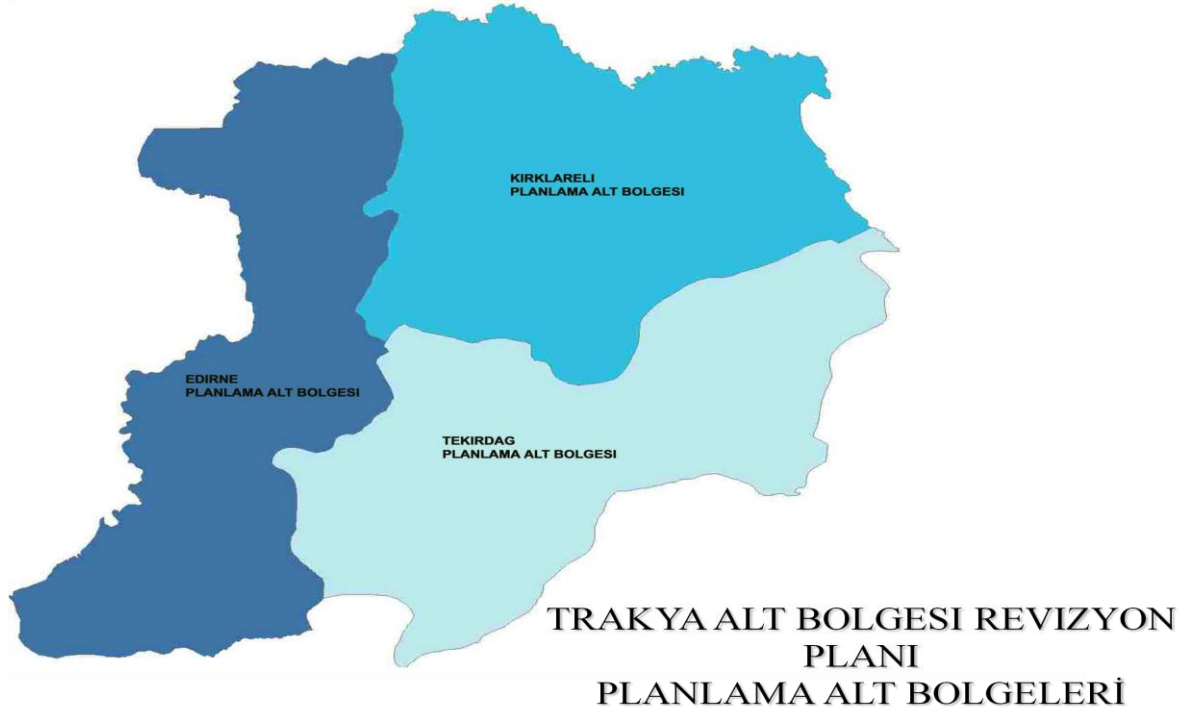 KIRKLARELI
PLANLAMA ALT BOLGESI
EDIRNE
PLANLAMA ALT BOLGESI
TEKIRDAG
PLANLAMA ALT BOLGESI
TRAKYA ALT BOLGESI REVIZYON
PLANI
PLANLAMA ALT BOLGELERİ